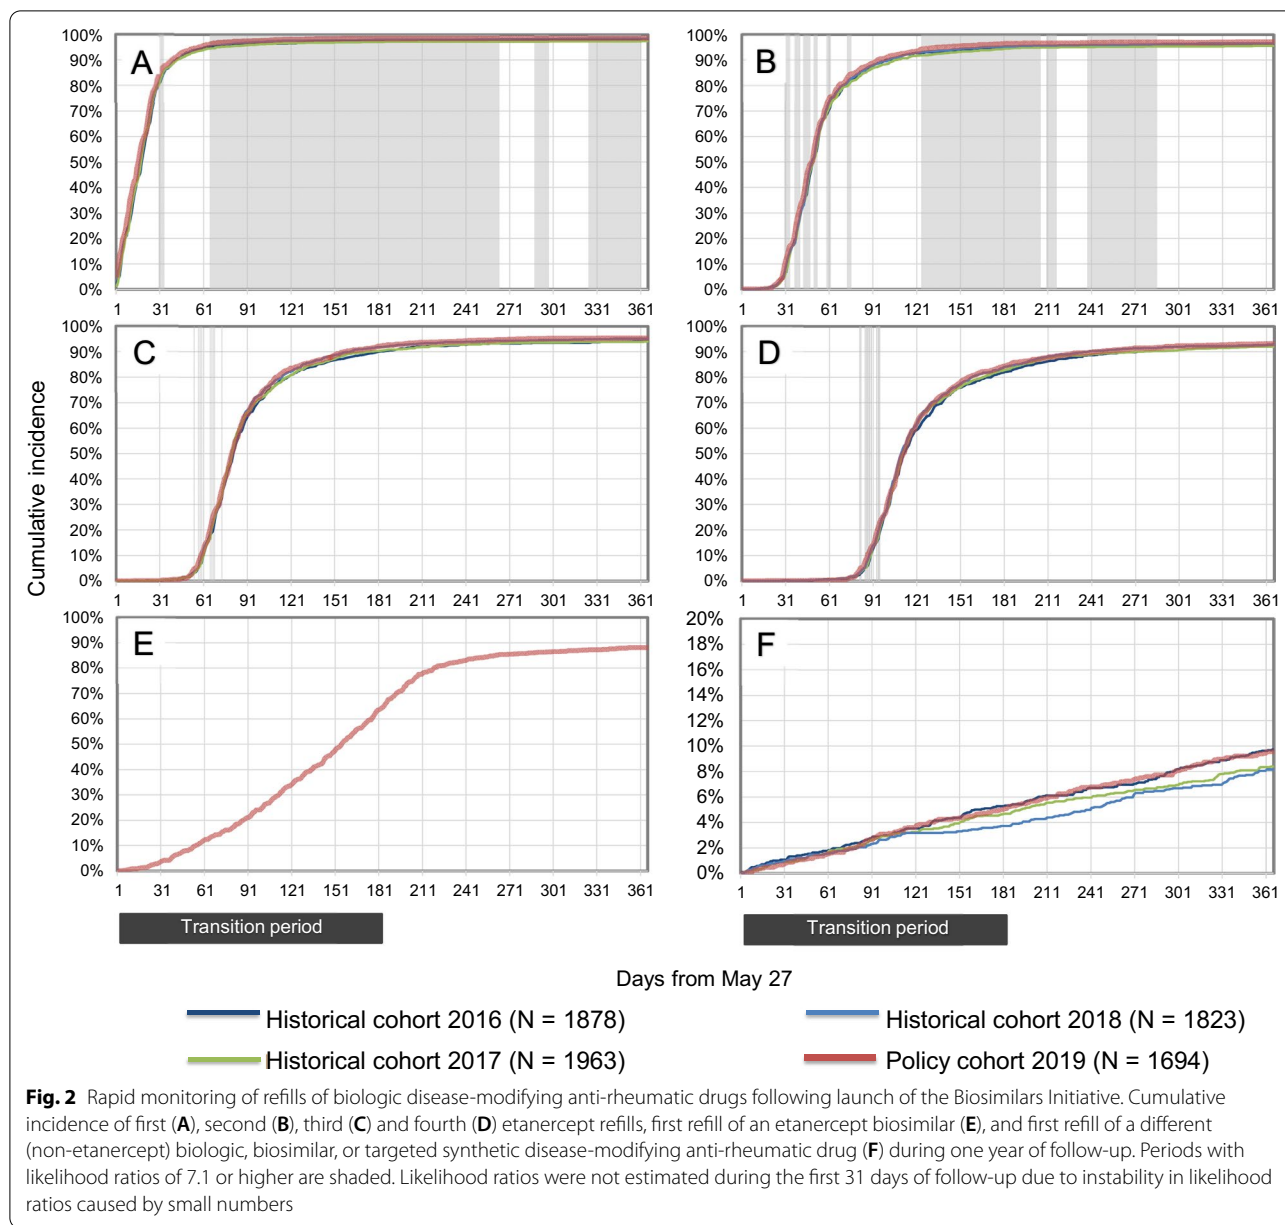 Cumulative incidence
A
100%
90%
80%
70%
60%
50%
40%
30%
20%
10%
0%
1 31 61 91 121 151 181 211 241 271 301 331 361
B
100%
90%
80%
70%
60%
50%
40%
30%
20%
10%
0%
1 31 61 91 121 151 181 211 241 271 301 331 361
C
100%
90%
80%
70%
60%
50%
40%
30%
20%
10%
0%
1 31 61 91 121 151 181 211 241 271 301 331 361
D
100%
90%
80%
70%
60%
50%
40%
30%
20%
10%
0%
1 31 61 91 121 151 181 211 241 271 301 331 361
E
100%
90%
80%
70%
60%
50%
40%
30%
20%
10%
0%
1 31 61 91 121 151 181 211 241 271 301 331 361
Transition period
F
20%
18%
16%
14%
12%
10%
8%
6%
4%
2%
0%
1 31 61 91 121 151 181 211 241 271 301 331 361
Transition period
Days from May 27
Historical cohort 2016 (N = 1878)
Historical cohort 2018 (N = 1823)
Historical cohort 2017 (N = 1963)
Policy cohort 2019 (N = 1694)
Fig. 2 Rapid monitoring of refills of biologic disease-modifying anti-rheumatic drugs following launch of the Biosimilars Initiative. Cumulative
incidence of first (A), second (B), third (C) and fourth (D) etanercept refills, first refill of an etanercept biosimilar (E), and first refill of a different
(non-etanercept) biologic, biosimilar, or targeted synthetic disease-modifying anti-rheumatic drug (F) during one year of follow-up. Periods with
likelihood ratios of 7.1 or higher are shaded. Likelihood ratios were not estimated during the first 31 days of follow-up due to instability in likelihood
ratios caused by small numbers